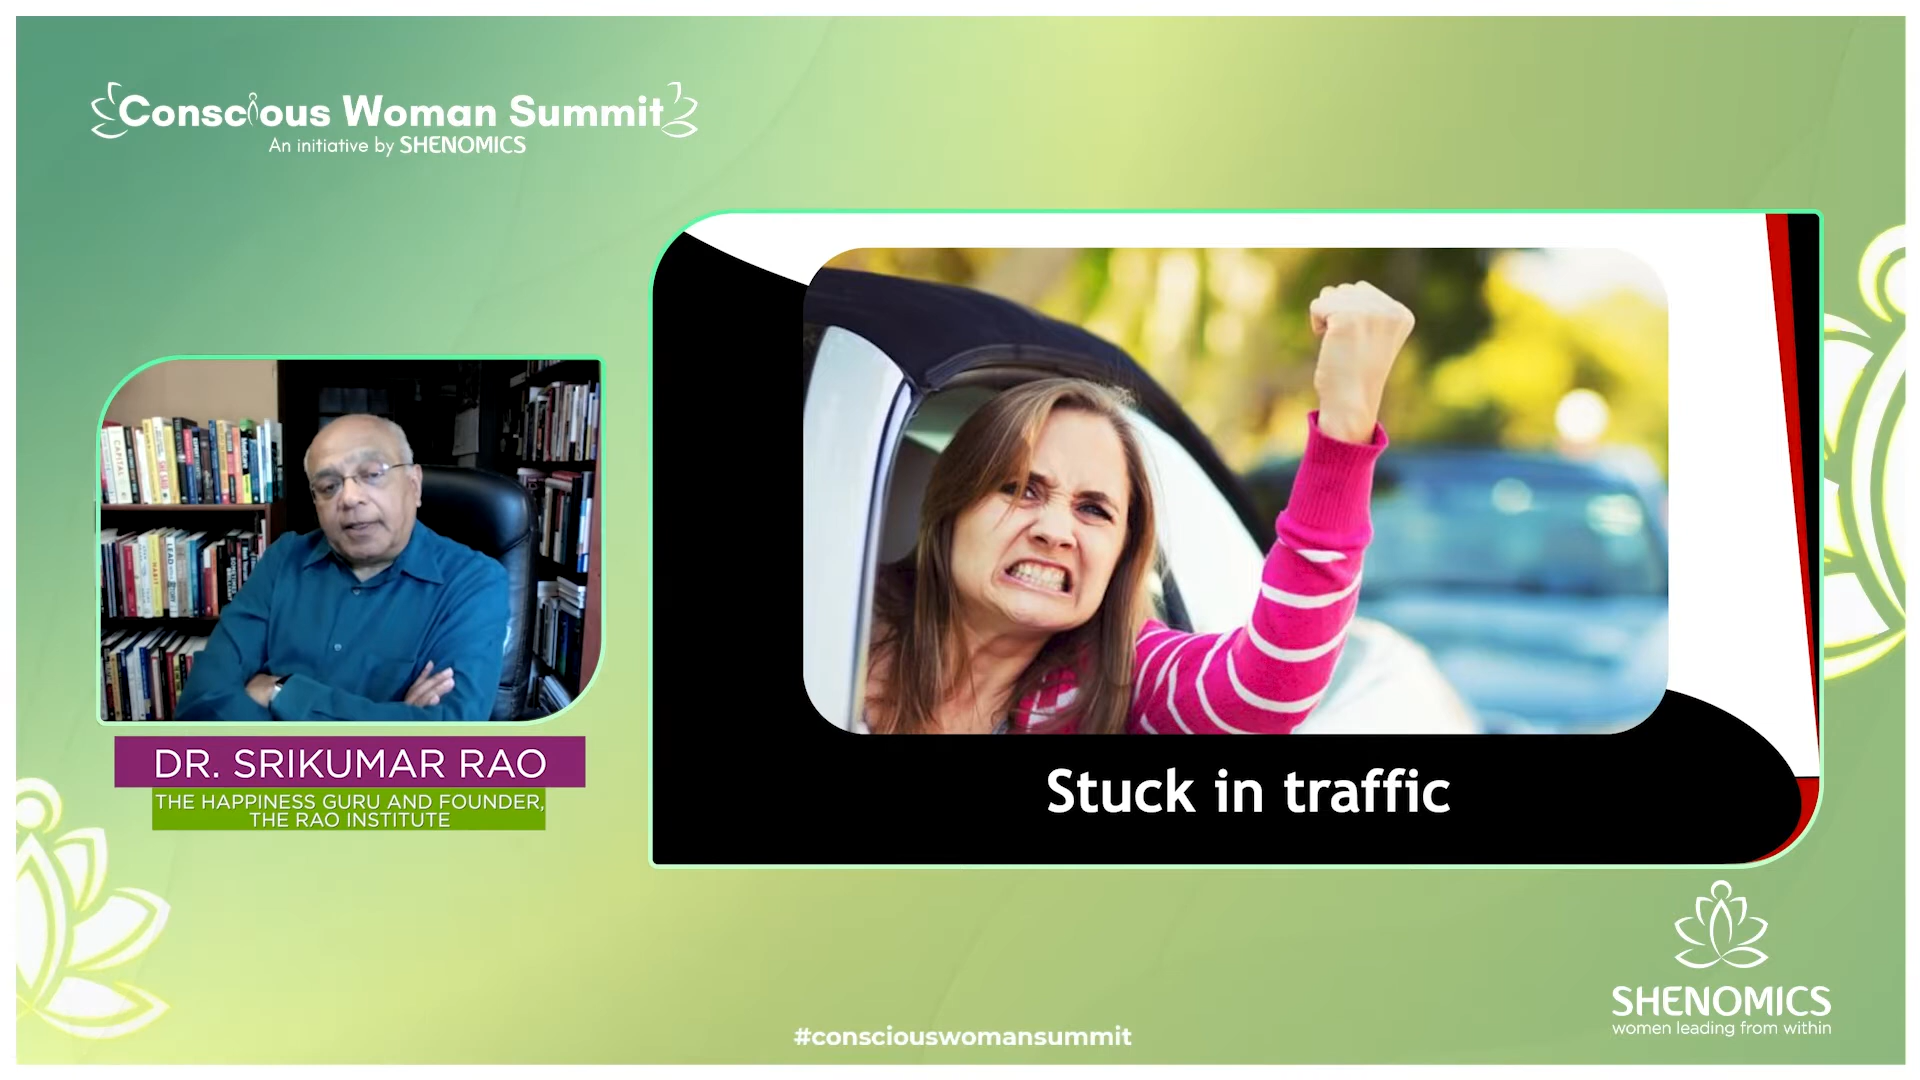 Conscious Woman Summit
An initiative by SHENOMICS
CAPITAL
DR. SRIKUMAR RAO
THE HAPPINESS GURU AND FOUNDER,
THE RAO INSTITUTE
Stuck in traffic
SHENOMICS
women leading from within
#consciouswomansummit